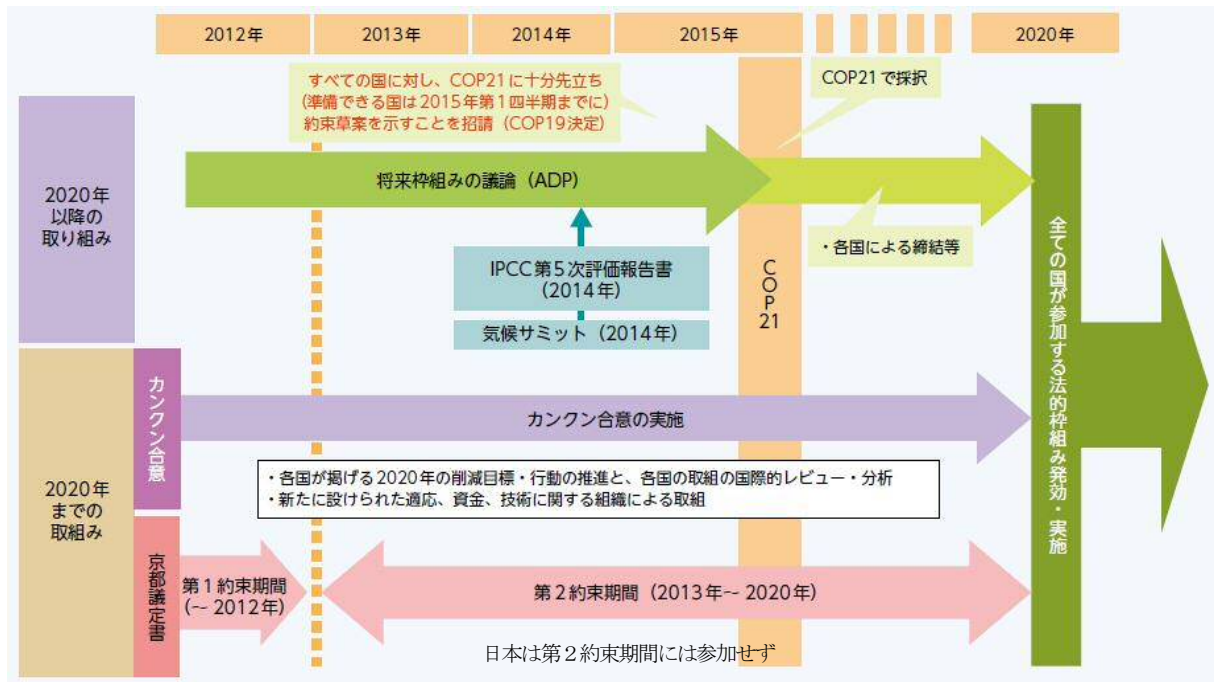 2012年
2013年
2014年
2015年
2020年
すべての国に対し、COP21に十分先立ち
(準備できる国は2015年第1四半期までに)
約束草案を示すことを招請（COP19決定）
COP21で採択
2020年
以降の
取り組み
将来枠組みの議論（ADP）
・各国による締結等
IPCC第5次評価報告書
（2014年）
気候サミット（2014年）
COP21
全ての国が参加する法的枠組み発効・実施
2020年
までの
取組み
カンクン合意
カンクン合意の実施
・各国が掲げる2020年の削減目標・行動の推進と、各国の取組の国際的レビュー・分析
・新たに設けられた適応、資金、技術に関する組織による取組
京都議定書
第1約束期間
（～2012年）
第2約束期間（2013年～2020年）
日本は第２約束期間には参加せず